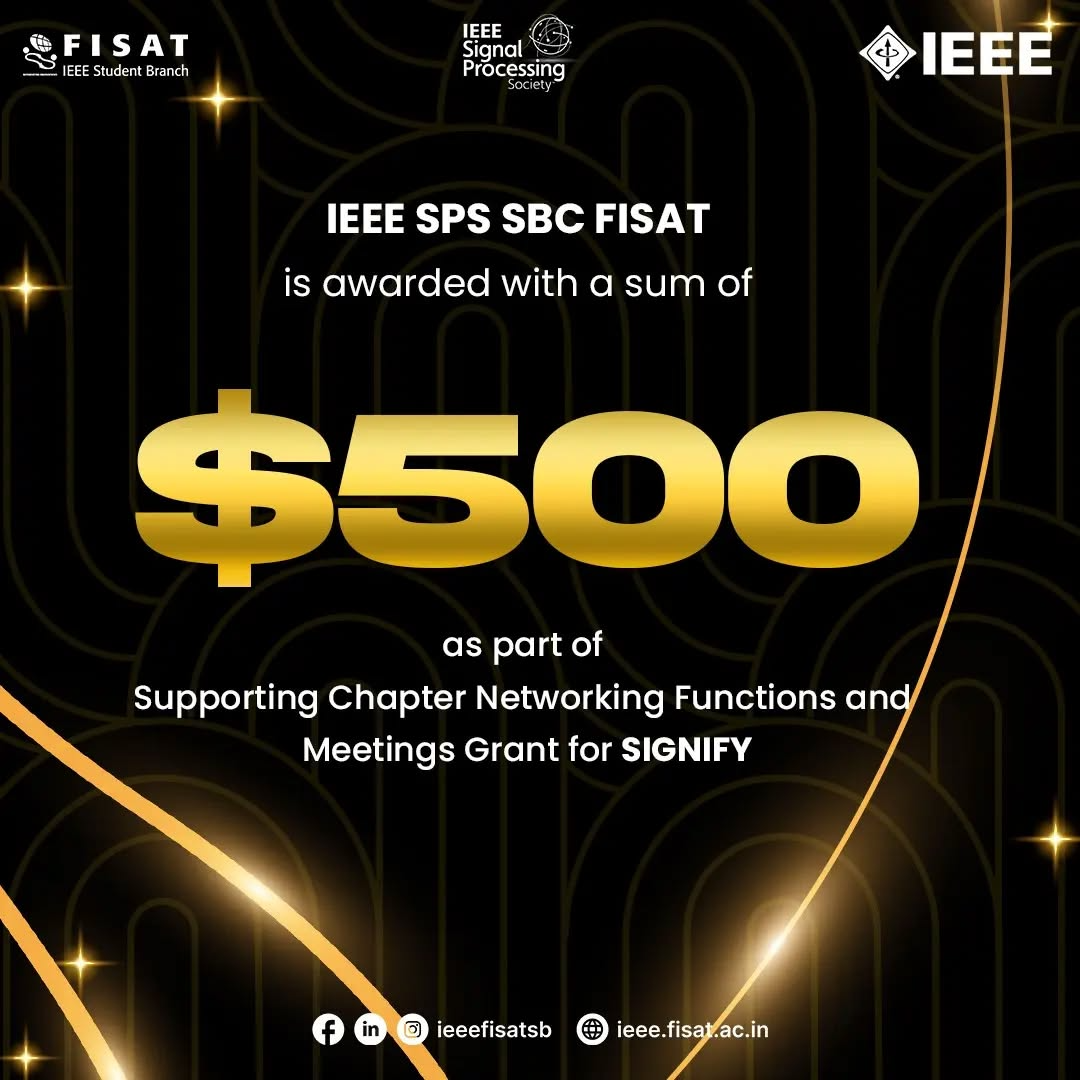 FISAT
IEEE Student Branch
IEEE
Signal
Processing
Society
IEEE
IEEE SPS SBC FISAT
is awarded with a sum of
$500
as part of
Supporting Chapter Networking Functions and
Meetings Grant for SIGNIFY
ieeefisatsb
ieee.fisat.ac.in